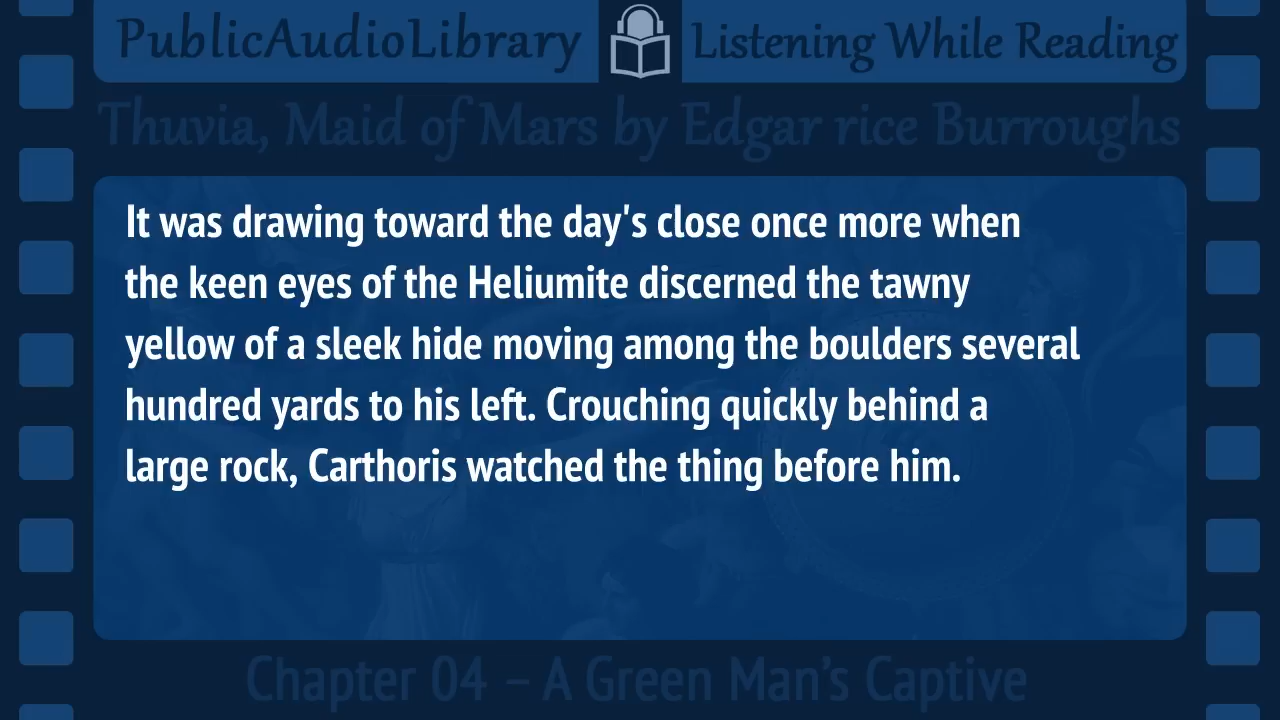 PublicAudioLibrary Listening While Reading
Thuvia, Maid of Mars by Edgar rice Burroughs
It was drawing toward the day's close once more when
the keen eyes of the Heliumite discerned the tawny
yellow of a sleek hide moving among the boulders several
hundred yards to his left. Crouching quickly behind a
large rock, Carthoris watched the thing before him.
Chapter 04 – A Green Man’s Captive